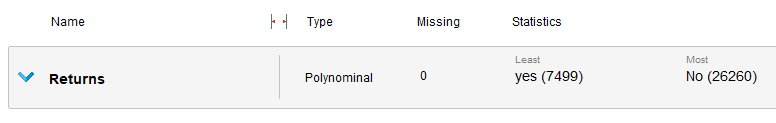 Name Type Missing Statistics
Least Most
Returns Polynominal 0 yes (7499) No (26260)